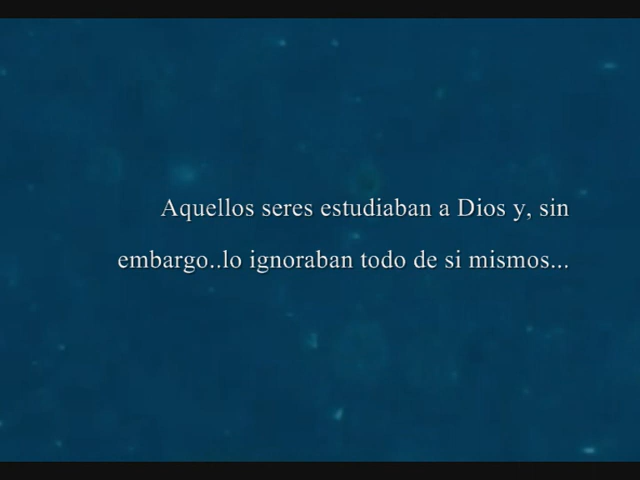 Aquellos seres estudiaban a Dios y, sin
embargo..lo ignoraban todo de si mismos...